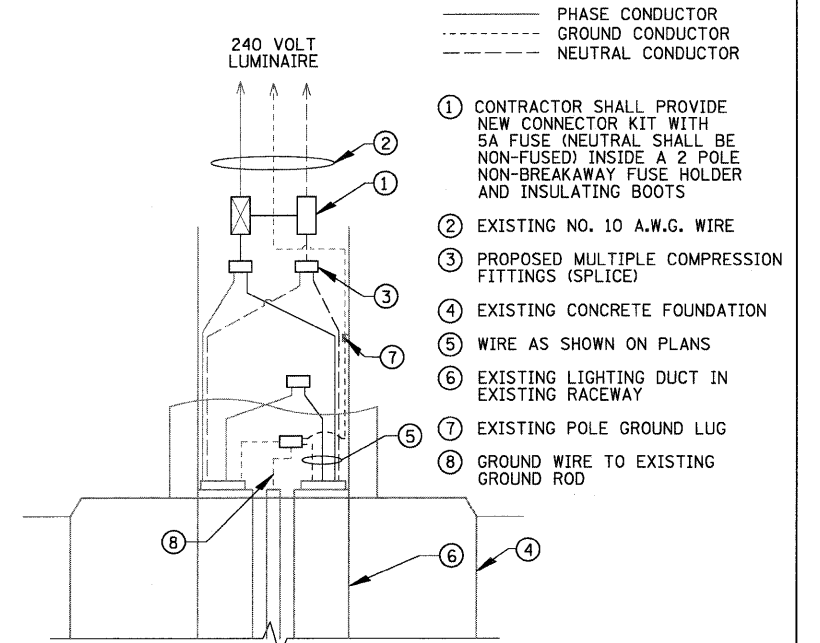 PHASE CONDUCTOR
GROUND CONDUCTOR
NEUTRAL CONDUCTOR
240 VOLT
LUMINAIRE
1 CONTRACTOR SHALL PROVIDE
NEW CONNECTOR KIT WITH
5A FUSE (NEUTRAL SHALL BE
NON-FUSED) INSIDE A 2 POLE
NON-BREAKAWAY FUSE HOLDER
AND INSULATING BOOTS
2 EXISTING NO. 10 A.W.G. WIRE
3 PROPOSED MULTIPLE COMPRESSION
FITTINGS (SPLICE)
4 EXISTING CONCRETE FOUNDATION
5 WIRE AS SHOWN ON PLANS
6 EXISTING LIGHTING DUCT IN
EXISTING RACEWAY
7 EXISTING POLE GROUND LUG
8 GROUND WIRE TO EXISTING
GROUND ROD
2
1
3
7
5
8
6
4